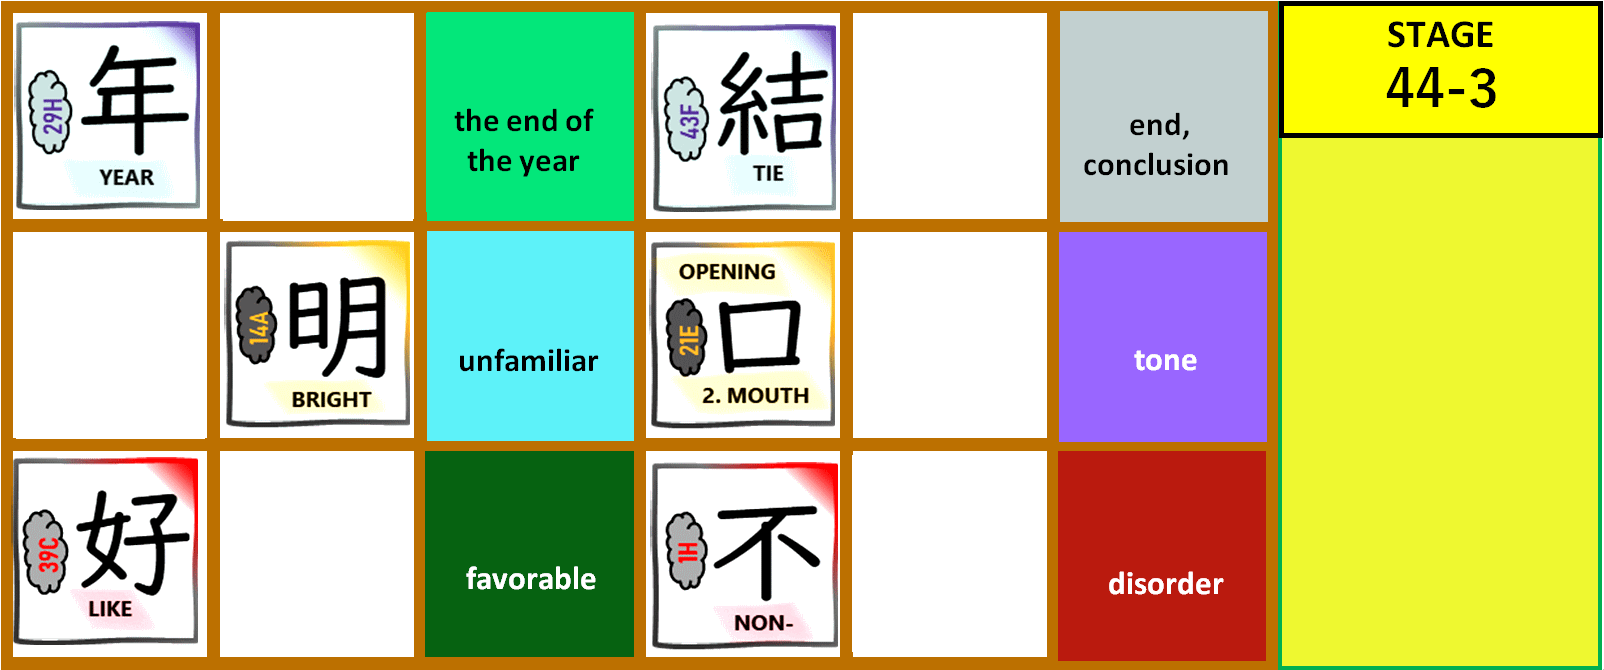 29H
年
YEAR
the end of
the year
43F
結
TIE
end,
conclusion
STAGE
44-3
14A
明
BRIGHT
unfamiliar
OPENING
21E
口
2. MOUTH
tone
39C
好
LIKE
favorable
1H
不
NON-
disorder